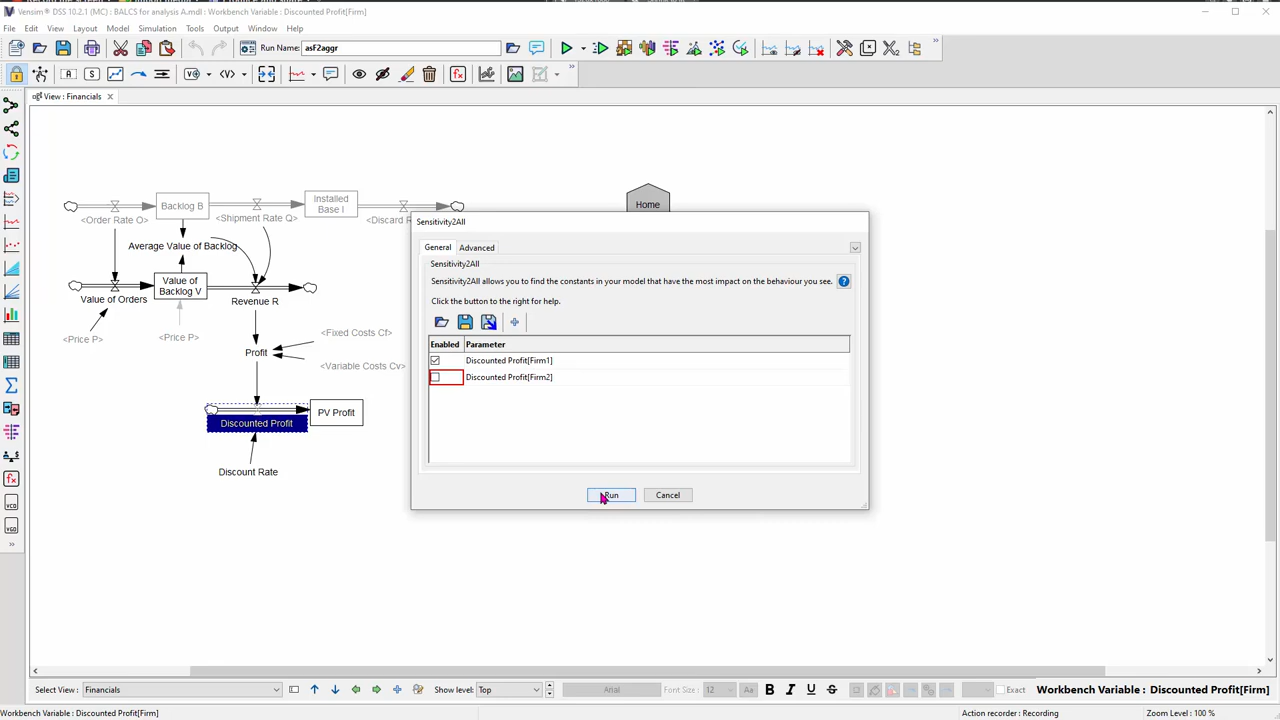 Vensim® DSS 10.2.1 (MC) : BALCS for analysis A.mdl : Workbench Variable : Discounted Profit[Firm]
File Edit View Layout Model Simulation Tools Output Window Help
Run Name: asF2aggr
View : Financials
Backlog B
Installed
Base I
Home
<Order Rate O>
<Shipment Rate Q>
<Discard R
Average Value of Backlog
Value of
Backlog V
Value of Orders
Revenue R
<Price P>
<Price P>
<Fixed Costs Cf>
Profit
<Variable Costs Cv>
PV Profit
Discounted Profit
Discount Rate
Sensitivity2All
General Advanced
Sensitivity2All
Sensitivity2All allows you to find the constants in your model that have the most impact on the behaviour you see.
Click the button to the right for help.
Enabled Parameter
Discounted Profit[Firm1]
Discounted Profit[Firm2]
Run Cancel
Select View : Financials Show level: Top Arial Font Size: 12 Aa B I U S Exact Workbench Variable : Discounted Profit[Firm]
Workbench Variable : Discounted Profit[Firm] Action recorder : Recording Zoom Level : 100 %